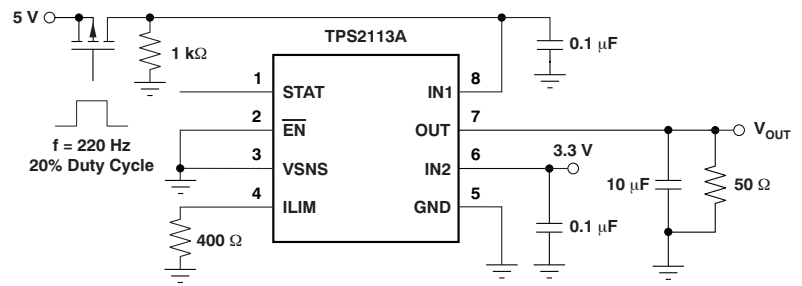 5 V
TPS2113A
0.1 μF
1 kΩ
1
STAT
IN1
8
2
EN
OUT
7
V_OUT
f = 220 Hz
20% Duty Cycle
3
VSNS
IN2
6
3.3 V
10 μF
50 Ω
4
ILIM
GND
5
0.1 μF
400 Ω